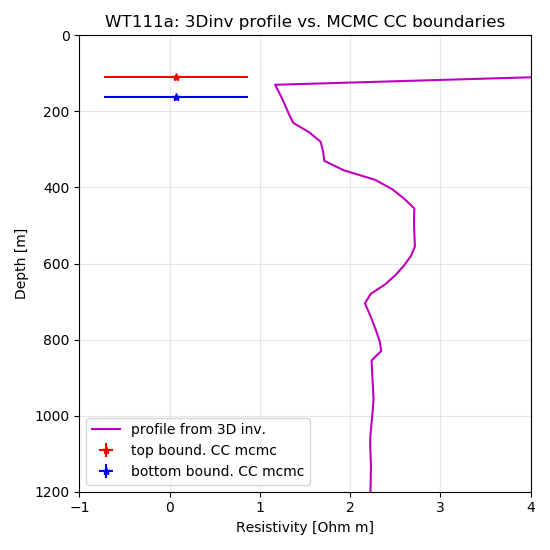 WT111a: 3Dinv profile vs. MCMC CC boundaries
0
200
400
600
800
1000
1200
Depth [m]
profile from 3D inv.
top bound. CC mcmc
bottom bound. CC mcmc
−1 0 1 2 3 4
Resistivity [Ohm m]